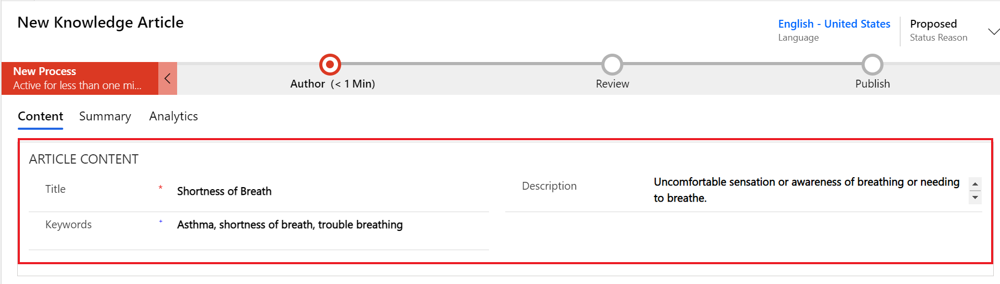 New Knowledge Article
English - United States
Language
Proposed
Status Reason
New Process
Active for less than one mi...
Author (< 1 Min)
Review
Publish
Content Summary Analytics
ARTICLE CONTENT
Title * Shortness of Breath
Keywords + Asthma, shortness of breath, trouble breathing
Description
Uncomfortable sensation or awareness of breathing or needing
to breathe.